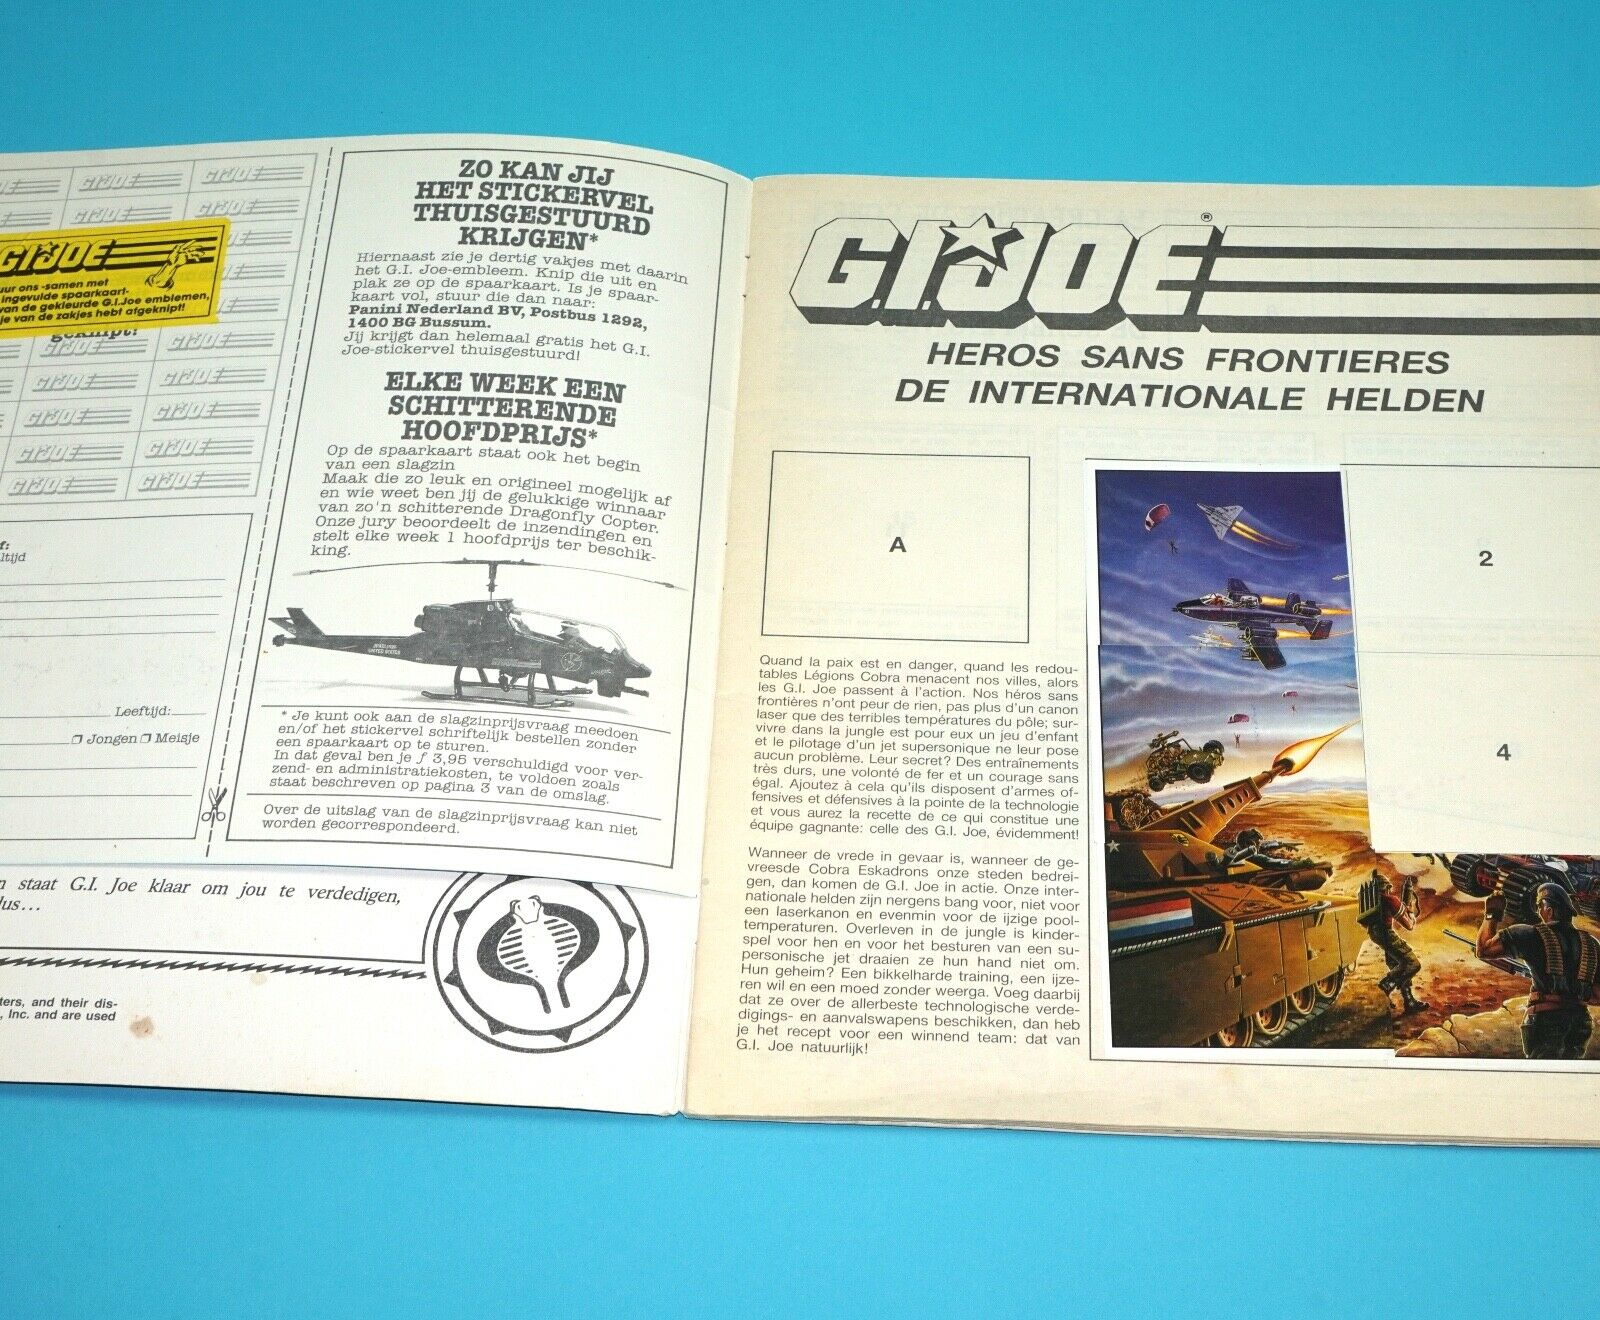 G.I. JOE
G.I. JOE
G.I. JOE
G.I. JOE
G.I. JOE
G.I. JOE
uur ons -samen met
ingevulde spaarkaart-
van de gekleurde G.I. Joe emblemen,
je van de zakjes hebt afgeknipt!
geknipt!
G.I. JOE
G.I. JOE
G.I. JOE
G.I. JOE
G.I. JOE
G.I. JOE
G.I. JOE
G.I. JOE
G.I. JOE
G.I. JOE
f:
altijd
Leeftijd:
Jongen Meisje
ZO KAN JIJ
HET STICKERVEL
THUISGESTUURD
KRIJGEN*
Hiernaast zie je dertig vakjes met daarin
het G.I. Joe-embleem. Knip die uit en
plak ze op de spaarkaart. Is je spaar-
kaart vol, stuur die dan naar:
Panini Nederland BV, Postbus 1292,
1400 BG Bussum.
Jij krijgt dan helemaal gratis het G.I.
Joe-stickervel thuisgestuurd!
ELKE WEEK EEN
SCHITTERENDE
HOOFDPRIJS*
Op de spaarkaart staat ook het begin
van een slagzin
Maak die zo leuk en origineel mogelijk af
en wie weet ben jij de gelukkige winnaar
van zo'n schitterende Dragonfly Copter.
Onze jury beoordeelt de inzendingen en
stelt elke week 1 hoofdprijs ter beschik-
king.
* Je kunt ook aan de slagzinprijsvraag meedoen
en/of het stickervel schriftelijk bestellen zonder
een spaarkaart op te sturen.
In dat geval ben je ƒ 3,95 verschuldigd voor ver-
zend- en administratiekosten, te voldoen zoals
staat beschreven op pagina 3 van de omslag.
Over de uitslag van de slagzinprijsvraag kan niet
worden gecorrespondeerd.
n staat G.I. Joe klaar om jou te verdedigen,
lus...
ters, and their dis-
, Inc. and are used
G.I. JOE®
HEROS SANS FRONTIERES
DE INTERNATIONALE HELDEN
A
2
4
Quand la paix est en danger, quand les redou-
tables Légions Cobra menacent nos villes, alors
les G.I. Joe passent à l'action. Nos héros sans
frontières n'ont peur de rien, pas plus d'un canon
laser que des terribles températures du pôle; sur-
vivre dans la jungle est pour eux un jeu d'enfant
et le pilotage d'un jet supersonique ne leur pose
aucun problème. Leur secret? Des entraînements
très durs, une volonté de fer et un courage sans
égal. Ajoutez à cela qu'ils disposent d'armes of-
fensives et défensives à la pointe de la technologie
et vous aurez la recette de ce qui constitue une
équipe gagnante: celle des G.I. Joe, évidemment!
Wanneer de vrede in gevaar is, wanneer de ge-
vreesde Cobra Eskadrons onze steden bedrei-
gen, dan komen de G.I. Joe in actie. Onze inter-
nationale helden zijn nergens bang voor, niet voor
een laserkanon en evenmin voor de ijzige pool-
temperaturen. Overleven in de jungle is kinder-
spel voor hen en voor het besturen van een su-
personische jet draaien ze hun hand niet om.
Hun geheim? Een bikkelharde training, een ijze-
ren wil en een moed zonder weerga. Voeg daarbij
dat ze over de allerbeste technologische verde-
digings- en aanvalswapens beschikken, dan heb
je het recept voor een winnend team: dat van
G.I. Joe natuurlijk!